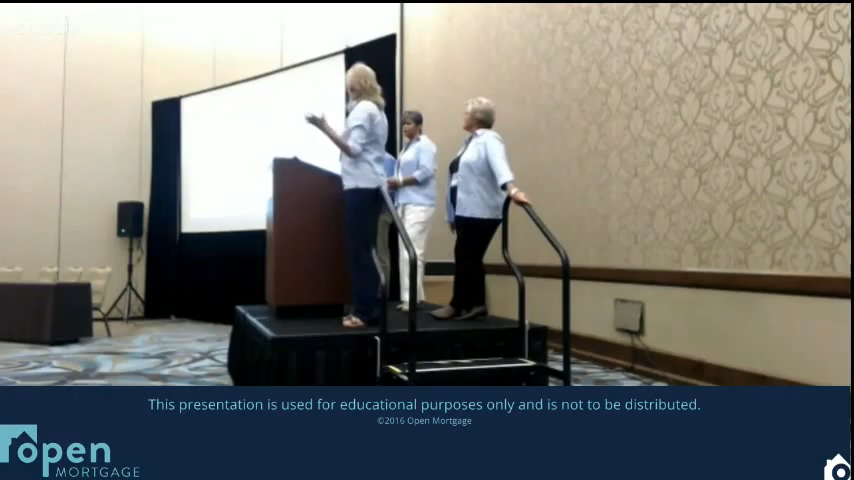 This presentation is used for educational purposes only and is not to be distributed.
©2016 Open Mortgage
open
MORTGAGE